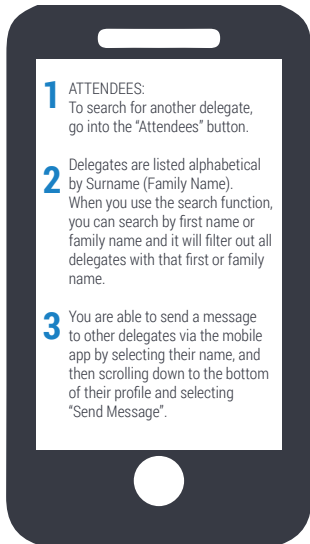 1 ATTENDEES:
To search for another delegate,
go into the “Attendees” button.
2 Delegates are listed alphabetical
by Surname (Family Name).
When you use the search function,
you can search by first name or
family name and it will filter out all
delegates with that first or family
name.
3 You are able to send a message
to other delegates via the mobile
app by selecting their name, and
then scrolling down to the bottom
of their profile and selecting
“Send Message”.